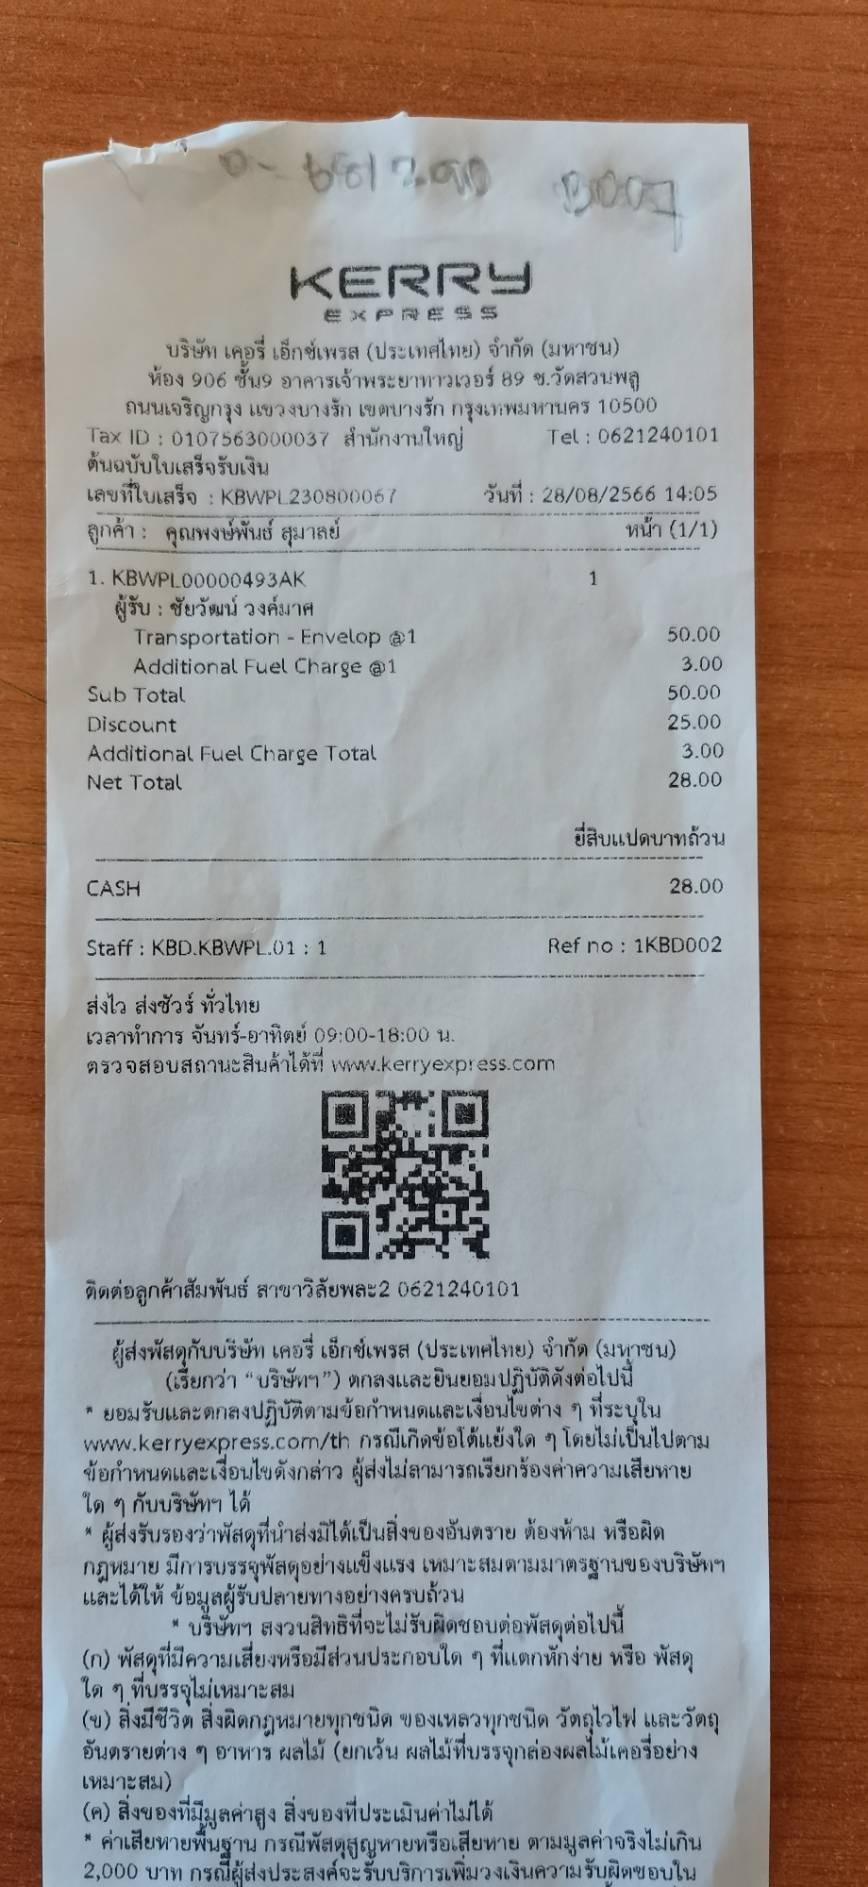 KERRY
EXPRESS
บริษัท เคอรี่ เอ็กซ์เพรส (ประเทศไทย) จำกัด (มหาชน)
ห้อง 906 ชั้น9 อาคารเจ้าพระยาทาวเวอร์ 89 ซ.วัดสวนพลู
ถนนเจริญกรุง แขวงบางรัก เขตบางรัก กรุงเทพมหานคร 10500
Tax ID : 0107563000037 สำนักงานใหญ่ Tel : 0621240101
ต้นฉบับใบเสร็จรับเงิน
เลขที่ใบเสร็จ : KBWPL230800067 วันที่ : 28/08/2566 14:05
ลูกค้า : คุณพงษ์พันธ์ สุมาลย์ หน้า (1/1)
1. KBWPL00000493AK 1
ผู้รับ : ชัยวัฒน์ วงค์มาศ
Transportation - Envelop @1 50.00
Additional Fuel Charge @1 3.00
Sub Total 50.00
Discount 25.00
Additional Fuel Charge Total 3.00
Net Total 28.00
ยี่สิบแปดบาทถ้วน
CASH 28.00
Staff : KBD.KBWPL.01 : 1 Ref no : 1KBD002
ส่งไว ส่งชัวร์ ทั่วไทย
เวลาทำการ จันทร์-อาทิตย์ 09:00-18:00 น.
ตรวจสอบสถานะสินค้าได้ที่ www.kerryexpress.com
ติดต่อลูกค้าสัมพันธ์ สาขาวิลัยพละ2 0621240101
ผู้ส่งพัสดุกับบริษัท เคอรี่ เอ็กซ์เพรส (ประเทศไทย) จำกัด (มหาชน)
(เรียกว่า “บริษัทฯ”) ตกลงและยินยอมปฏิบัติดังต่อไปนี้
* ยอมรับและตกลงปฏิบัติตามข้อกำหนดและเงื่อนไขต่าง ๆ ที่ระบุใน
www.kerryexpress.com/th กรณีเกิดข้อโต้แย้งใด ๆ โดยไม่เป็นไปตาม
ข้อกำหนดและเงื่อนไขดังกล่าว ผู้ส่งไม่สามารถเรียกร้องค่าความเสียหาย
ใด ๆ กับบริษัทฯ ได้
* ผู้ส่งรับรองว่าพัสดุที่นำส่งมิได้เป็นสิ่งของอันตราย ต้องห้าม หรือผิด
กฎหมาย มีการบรรจุพัสดุอย่างแข็งแรง เหมาะสมตามมาตรฐานของบริษัทฯ
และได้ให้ ข้อมูลผู้รับปลายทางอย่างครบถ้วน
* บริษัทฯ สงวนสิทธิที่จะไม่รับผิดชอบต่อพัสดุต่อไปนี้
(ก) พัสดุที่มีความเสี่ยงหรือมีส่วนประกอบใด ๆ ที่แตกหักง่าย หรือ พัสดุ
ใด ๆ ที่บรรจุไม่เหมาะสม
(ข) สิ่งมีชีวิต สิ่งผิดกฎหมายทุกชนิด ของเหลวทุกชนิด วัตถุไวไฟ และวัตถุ
อันตรายต่าง ๆ อาหาร ผลไม้ (ยกเว้น ผลไม้ที่บรรจุกล่องผลไม้เคอรี่อย่าง
เหมาะสม)
(ค) สิ่งของที่มีมูลค่าสูง สิ่งของที่ประเมินค่าไม่ได้
* ค่าเสียหายพื้นฐาน กรณีพัสดุสูญหายหรือเสียหาย ตามมูลค่าจริงไม่เกิน
2,000 บาท กรณีผู้ส่งประสงค์จะรับบริการเพิ่มวงเงินความรับผิดชอบใน